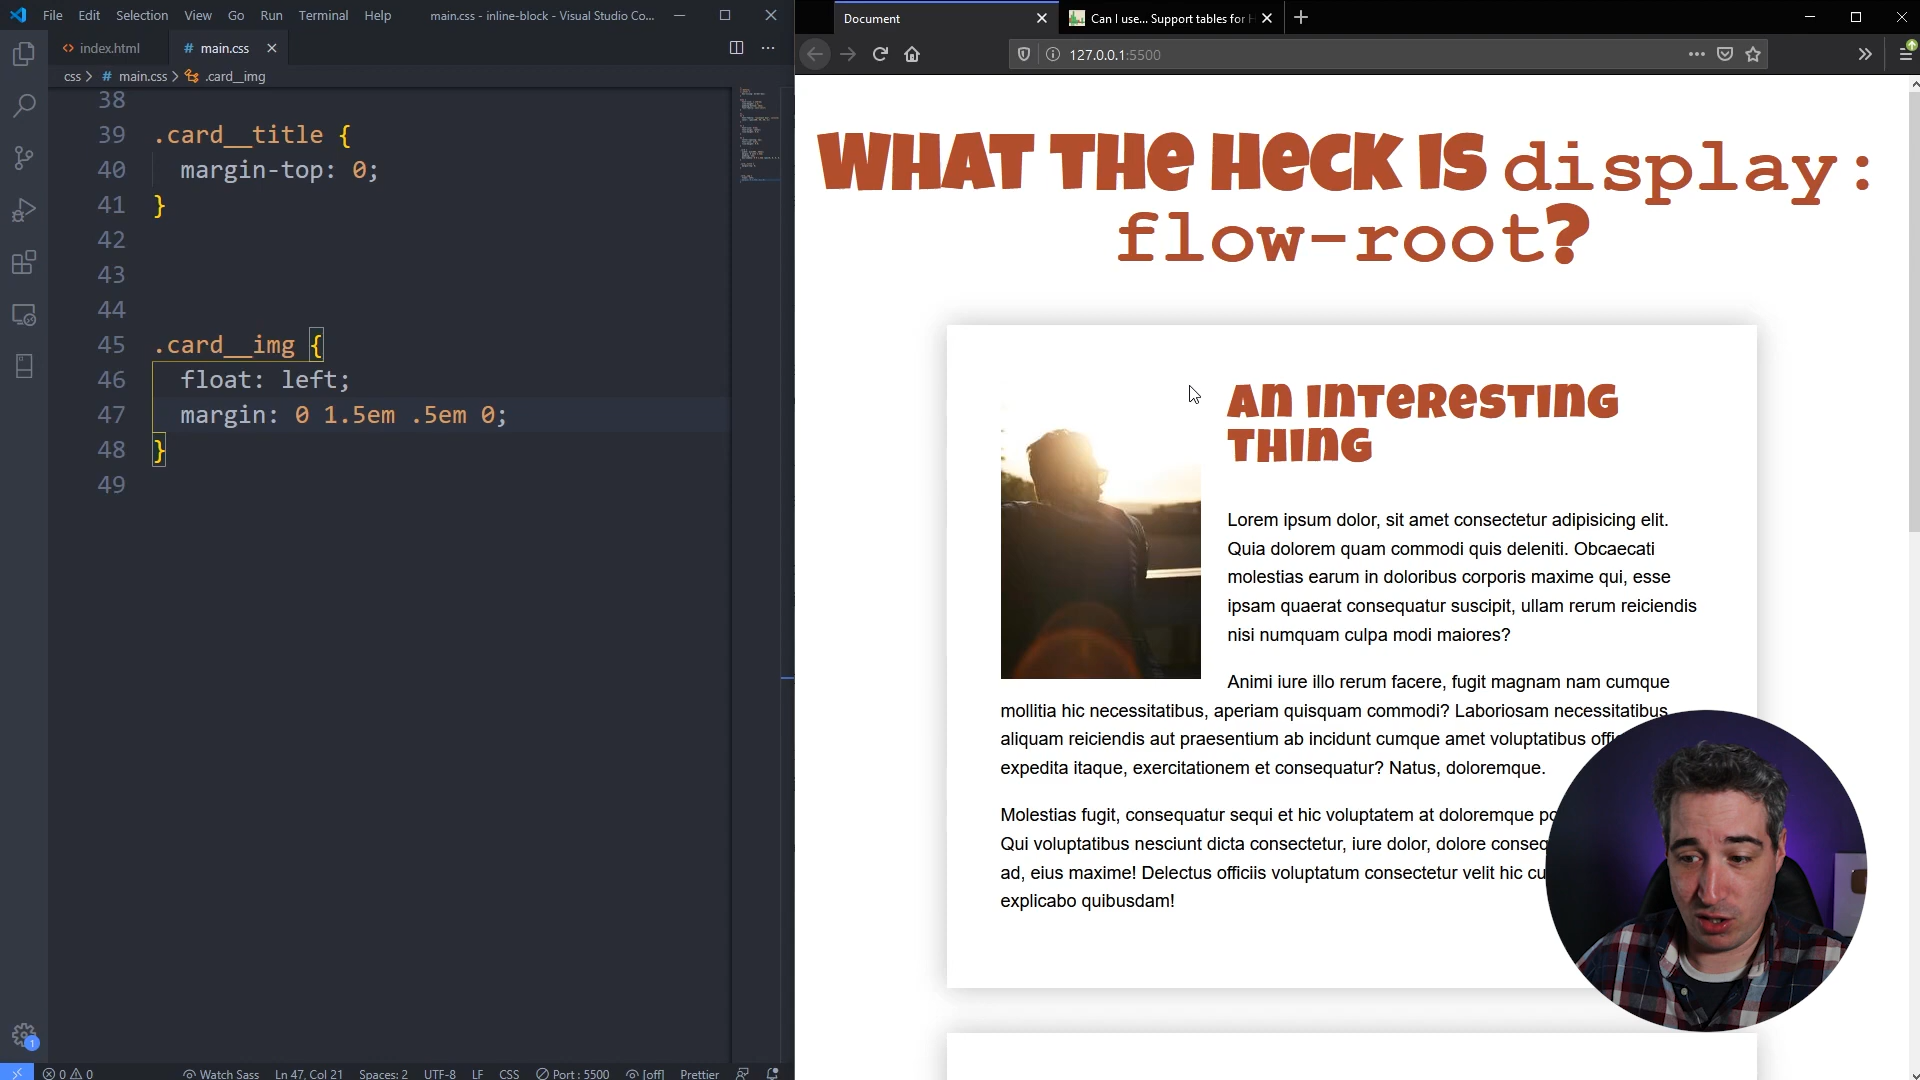 File Edit Selection View Go Run Terminal Help
main.css - inline-block - Visual Studio Co...
index.html
# main.css
css > # main.css > .card__img
38
39 .card__title {
40 margin-top: 0;
41 }
42
43
44
45 .card__img {
46 float: left;
47 margin: 0 1.5em .5em 0;
48 }
49
1
0 0
Watch Sass
Ln 47, Col 21
Spaces: 2
UTF-8
LF
CSS
Port : 5500
[off]
Prettier
Document
Can I use... Support tables for
127.0.0.1:5500
WHAT THE HECK IS display:
flow-root?
AN INTERESTING
THING
Lorem ipsum dolor, sit amet consectetur adipisicing elit.
Quia dolorem quam commodi quis deleniti. Obcaecati
molestias earum in doloribus corporis maxime qui, esse
ipsam quaerat consequatur suscipit, ullam rerum reiciendis
nisi numquam culpa modi maiores?
Animi iure illo rerum facere, fugit magnam nam cumque
mollitia hic necessitatibus, aperiam quisquam commodi? Laboriosam necessitatibus
aliquam reiciendis aut praesentium ab incidunt cumque amet voluptatibus
expedita itaque, exercitationem et consequatur? Natus, doloremque.
Molestias fugit, consequatur sequi et hic voluptatem at doloremque
Qui voluptatibus nesciunt dicta consectetur, iure dolor, dolore
ad, eius maxime! Delectus officiis voluptatum consectetur velit hic
explicabo quibusdam!